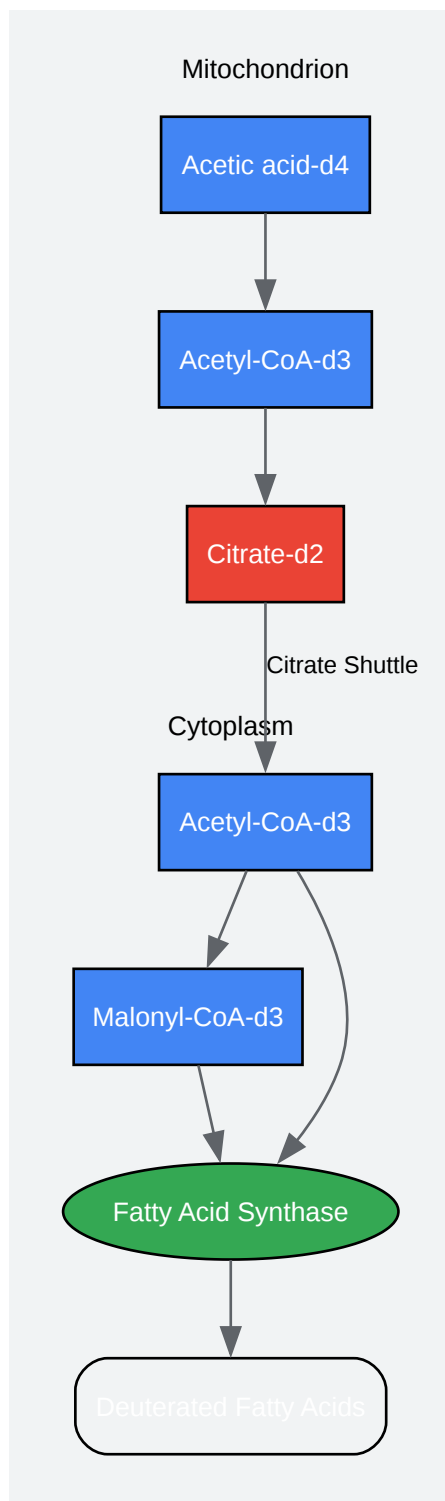 Mitochondrion
Acetic acid-d4
Acetyl-CoA-d3
Citrate-d2
Citrate Shuttle
Cytoplasm
Acetyl-CoA-d3
Malonyl-CoA-d3
Fatty Acid Synthase
Deuterated Fatty Acids